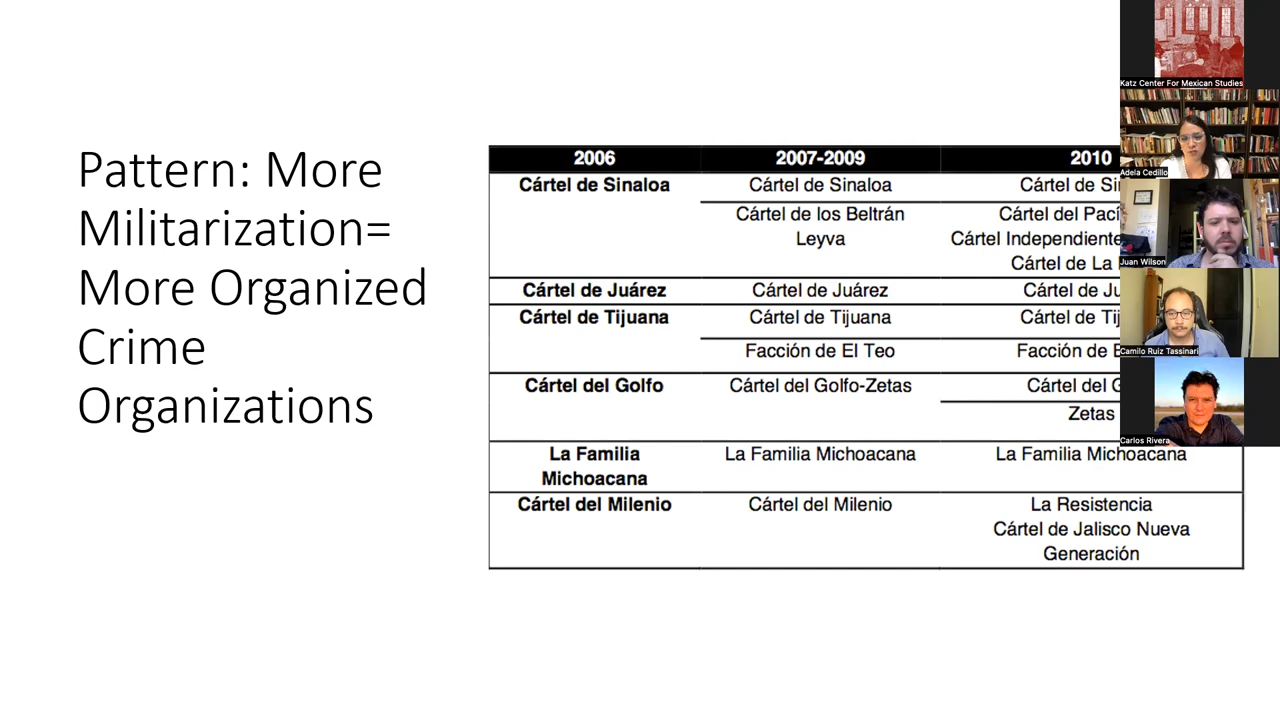 Pattern: More
Militarization=
More Organized
Crime
Organizations
2006 2007-2009 2010
Cártel de Sinaloa Cártel de Sinaloa Cártel de
Cártel de los Beltrán Cártel del
Leyva Cártel Independiente
Cártel de La
Cártel de Juárez Cártel de Juárez Cártel de
Cártel de Tijuana Cártel de Tijuana Cártel de
Facción de El Teo Facción de
Cártel del Golfo Cártel del Golfo-Zetas Cártel del
Zetas
La Familia
Michoacana La Familia Michoacana La Familia Michoacana
Cártel del Milenio Cártel del Milenio La Resistencia
Cártel de Jalisco Nueva
Generación
Katz Center For Mexican Studies
Adela Cedillo
Juan Wilson
Camilo Ruiz Tassinari
Carlos Rivera